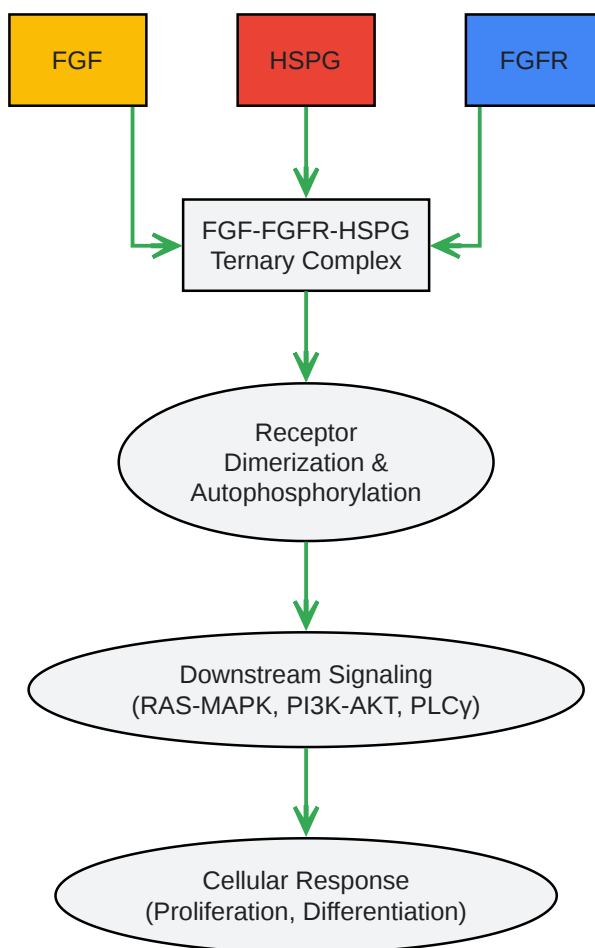 FGF
HSPG
FGFR
FGF-FGFR-HSPG
Ternary Complex
Receptor
Dimerization &
Autophosphorylation
Downstream Signaling
(RAS-MAPK, PI3K-AKT, PLCγ)
Cellular Response
(Proliferation, Differentiation)